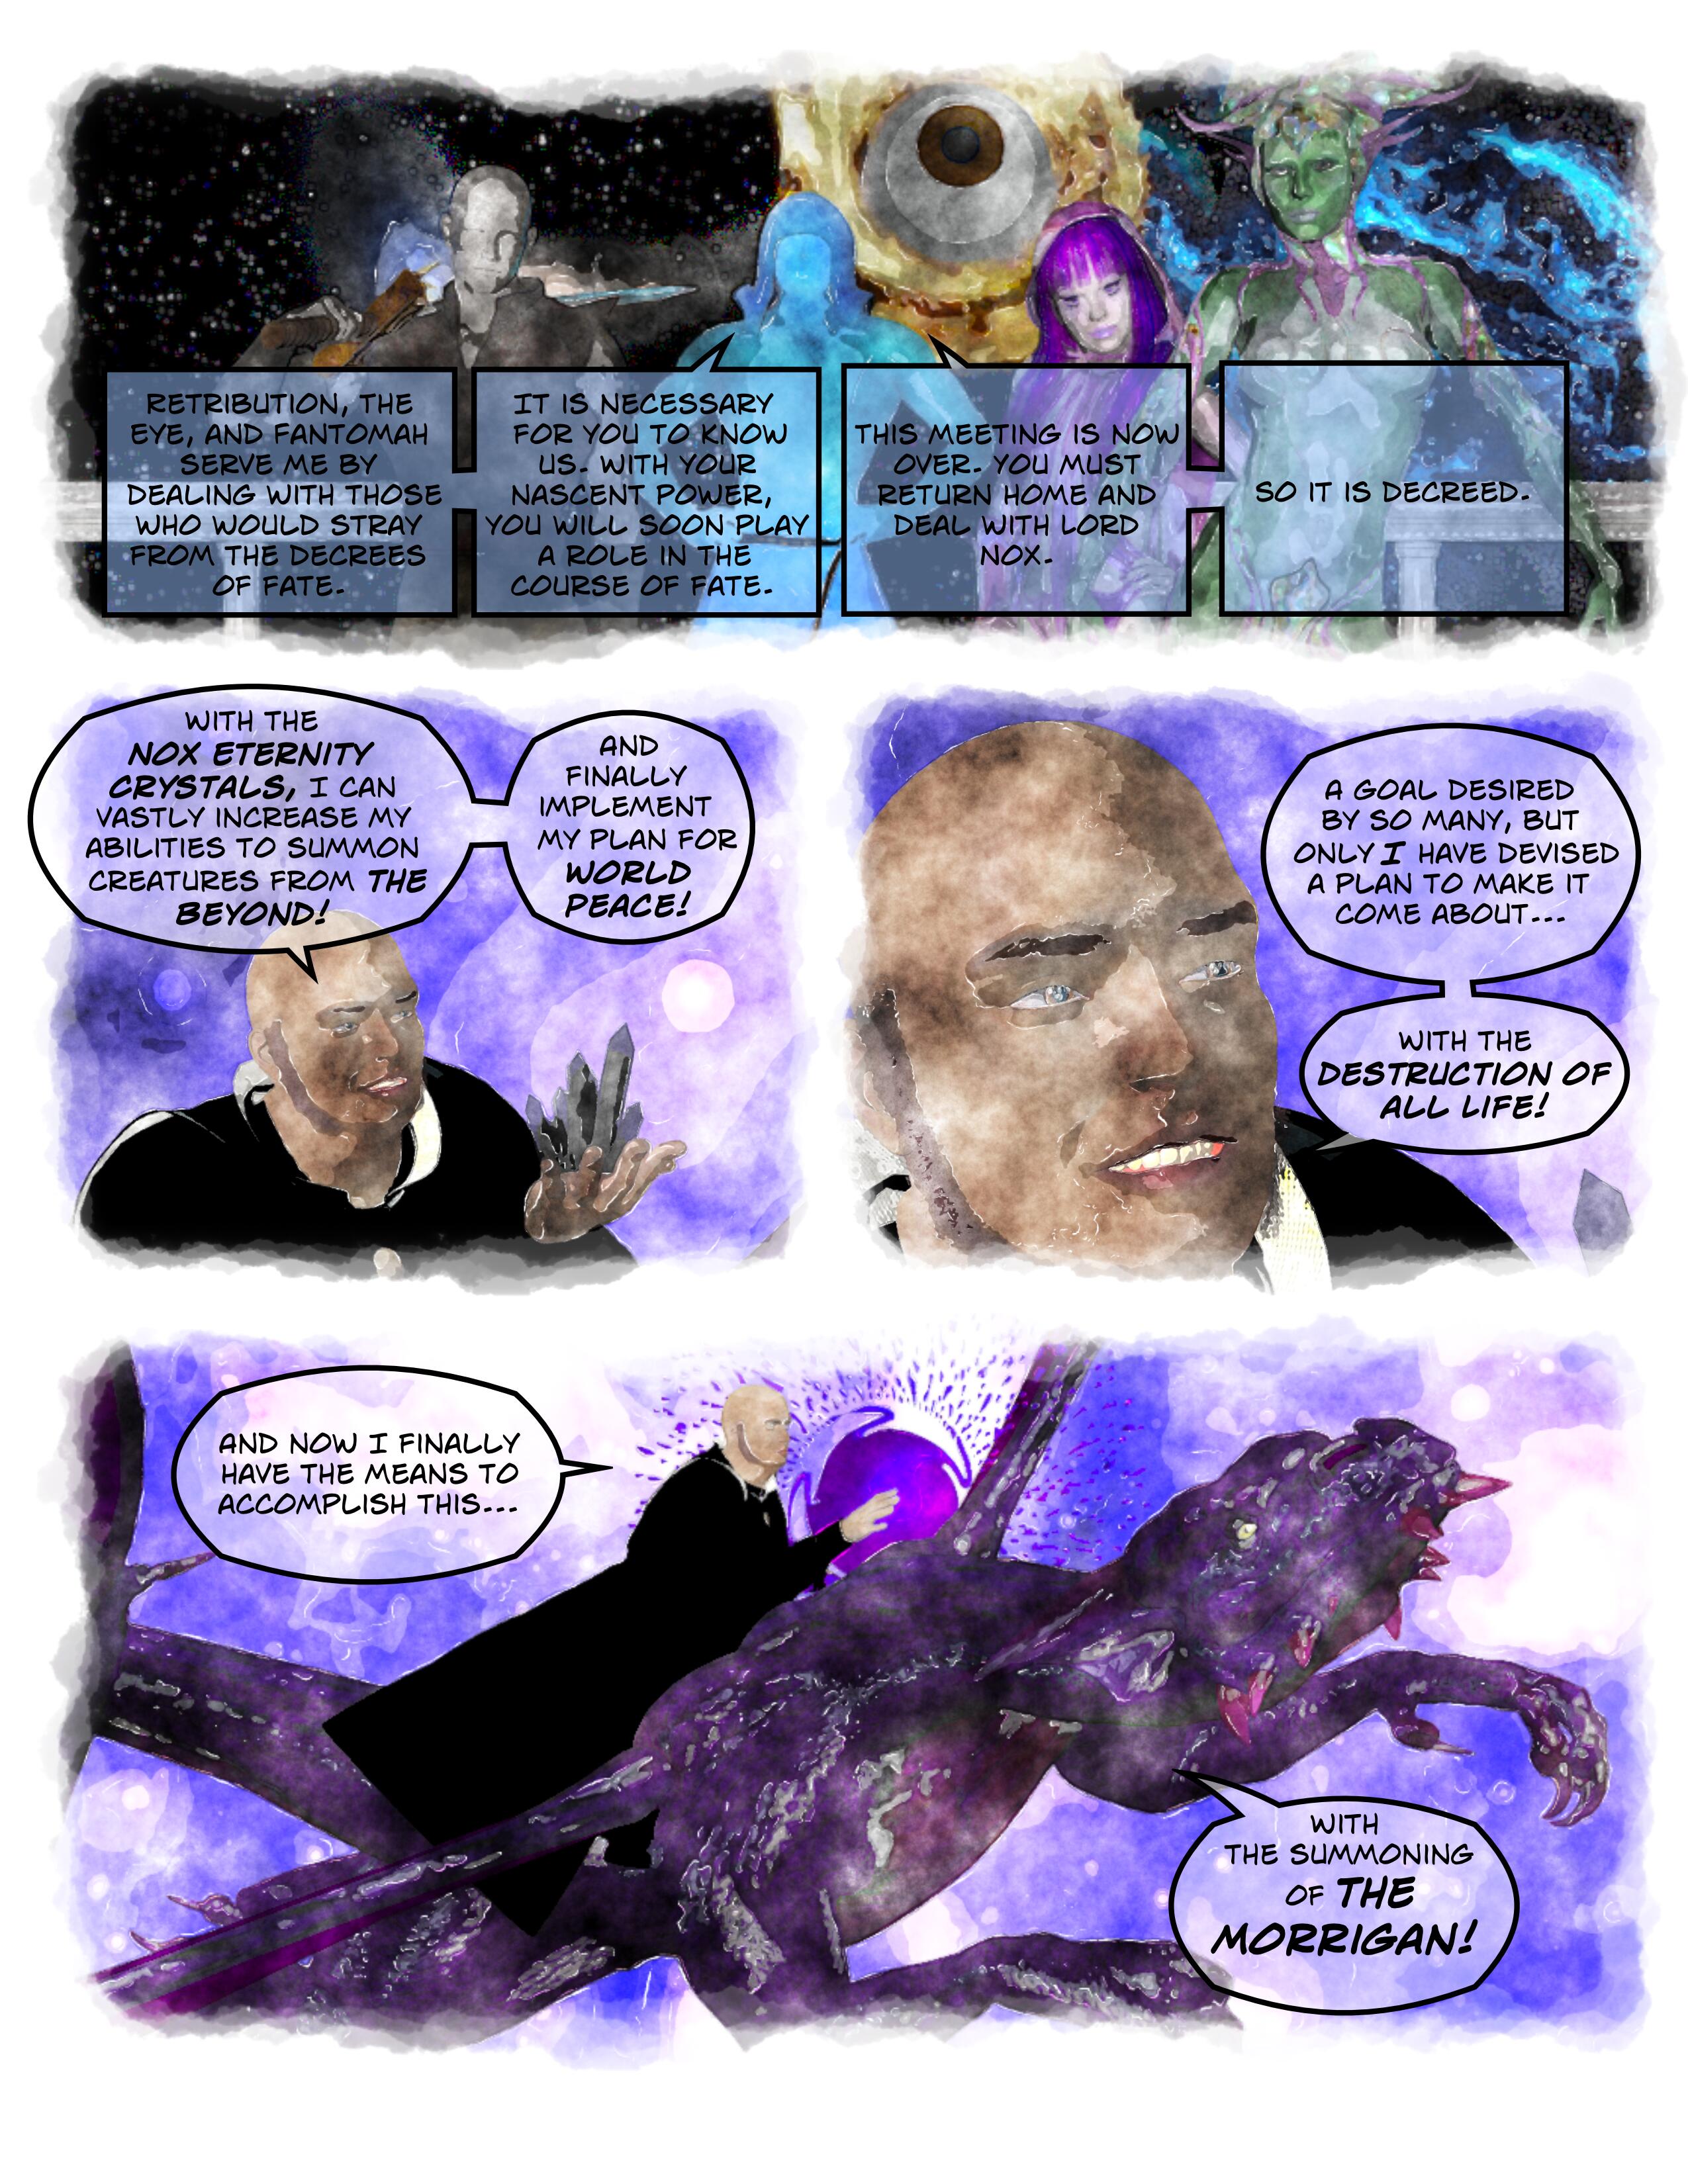 RETRIBUTION, THE
EYE, AND FANTOMAH
SERVE ME BY
DEALING WITH THOSE
WHO WOULD STRAY
FROM THE DECREES
OF FATE.
IT IS NECESSARY
FOR YOU TO KNOW
US. WITH YOUR
NASCENT POWER,
YOU WILL SOON PLAY
A ROLE IN THE
COURSE OF FATE.
THIS MEETING IS NOW
OVER. YOU MUST
RETURN HOME AND
DEAL WITH LORD
NOX.
SO IT IS DECREED.
WITH THE
NOX ETERNITY
CRYSTALS, I CAN
VASTLY INCREASE MY
ABILITIES TO SUMMON
CREATURES FROM THE
BEYOND!
AND
FINALLY
IMPLEMENT
MY PLAN FOR
WORLD
PEACE!
A GOAL DESIRED
BY SO MANY, BUT
ONLY I HAVE DEVISED
A PLAN TO MAKE IT
COME ABOUT...
WITH THE
DESTRUCTION OF
ALL LIFE!
AND NOW I FINALLY
HAVE THE MEANS TO
ACCOMPLISH THIS...
WITH
THE SUMMONING
OF THE
MORRIGAN!